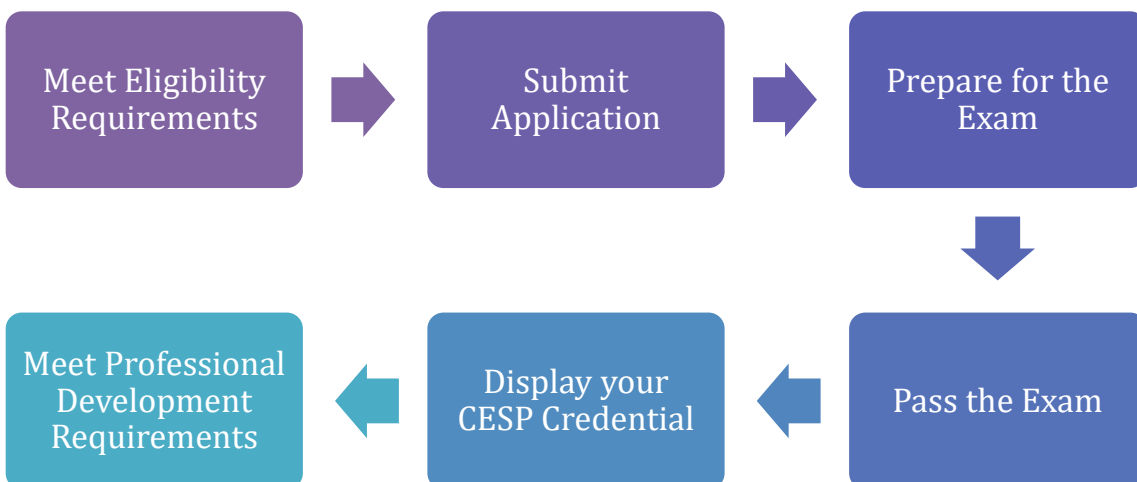 Meet Eligibility
Requirements
Submit
Application
Prepare for the
Exam
Pass the Exam
Display your
CESP Credential
Meet Professional
Development
Requirements